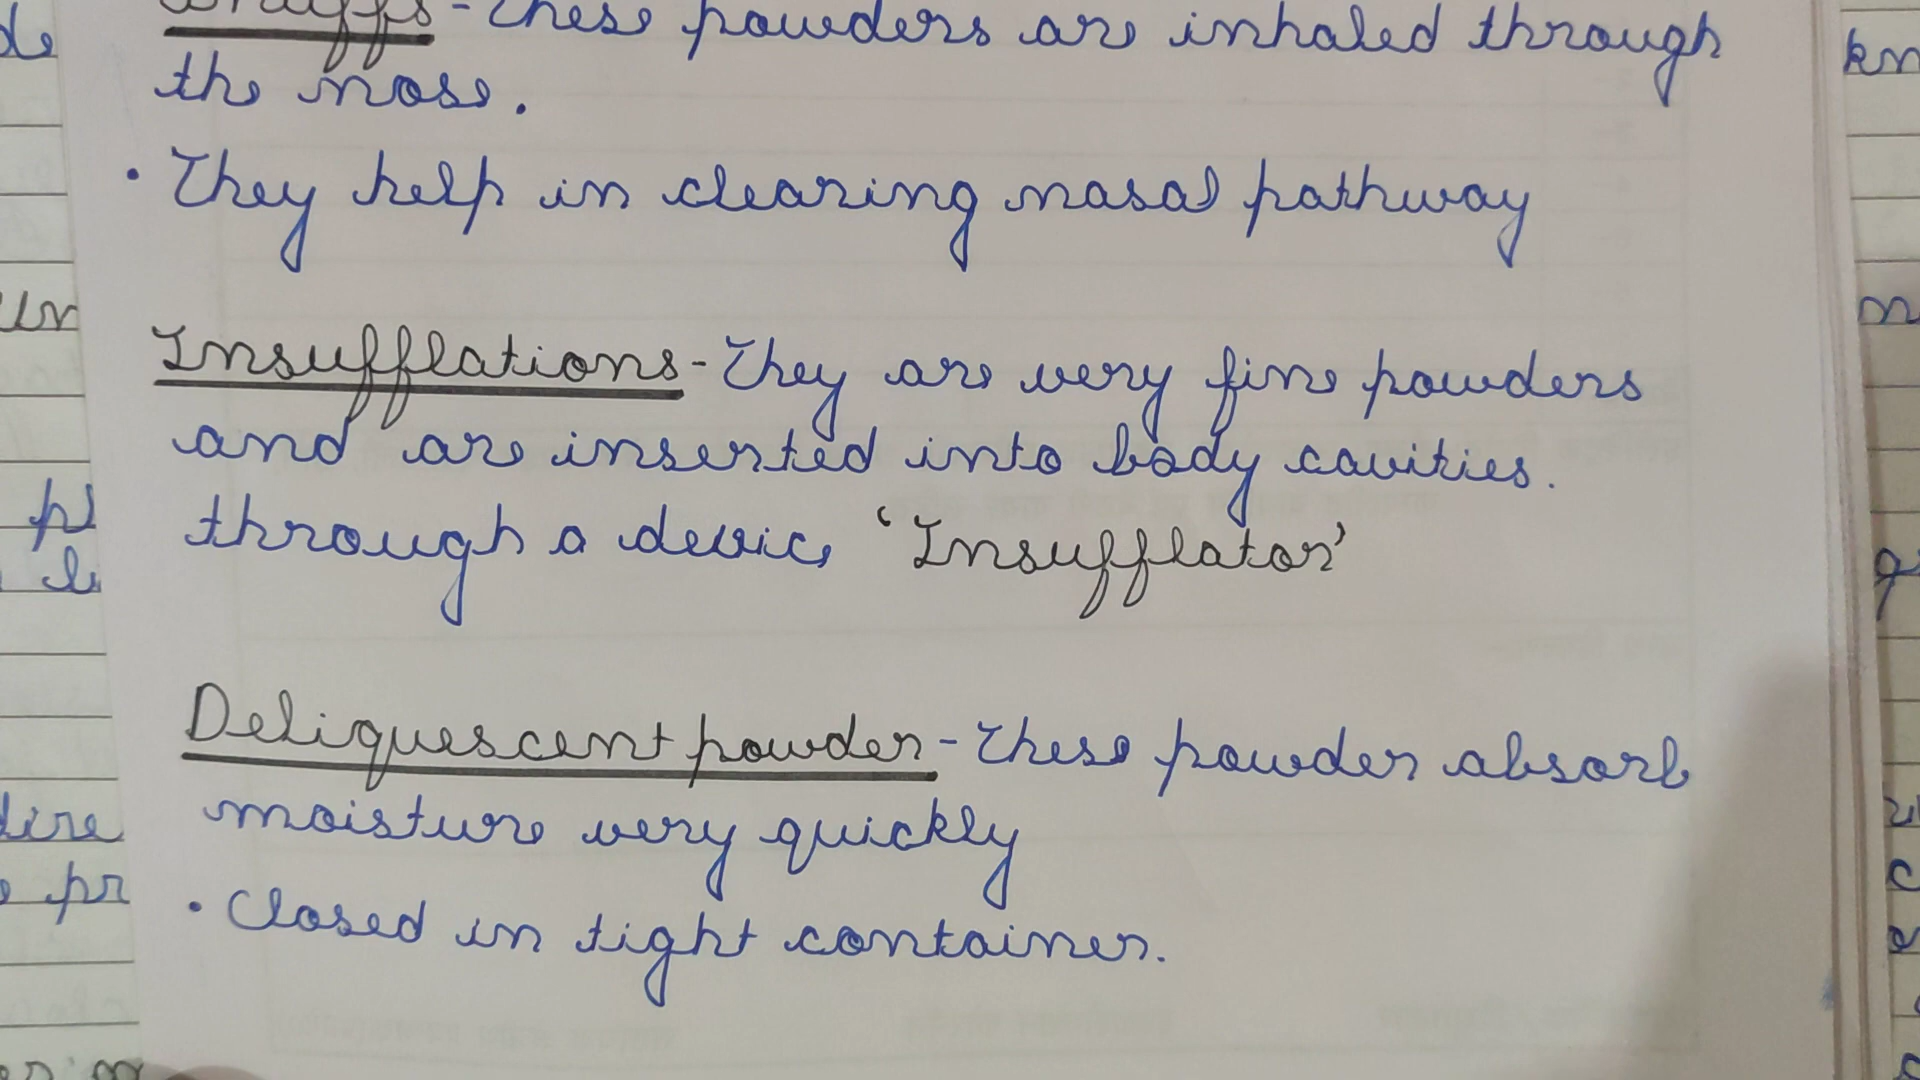 Snuffs - These powders are inhaled through
the nose.
• They help in clearing nasal pathway
Insufflations - They are very fine powders
and are inserted into body cavities.
through a device 'Insufflator'
Deliquescent powder - These powder absorb
moisture very quickly
• Closed in tight container.